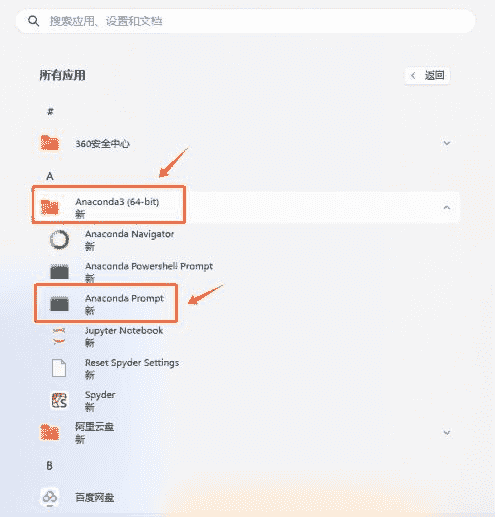 搜索应用、设置和文档
所有应用
返回
#
360安全中心
A
Anaconda3 (64-bit)
新
Anaconda Navigator
新
Anaconda Powershell Prompt
新
Anaconda Prompt
新
Jupyter Notebook
新
Reset Spyder Settings
新
Spyder
新
阿里云盘
新
B
百度网盘